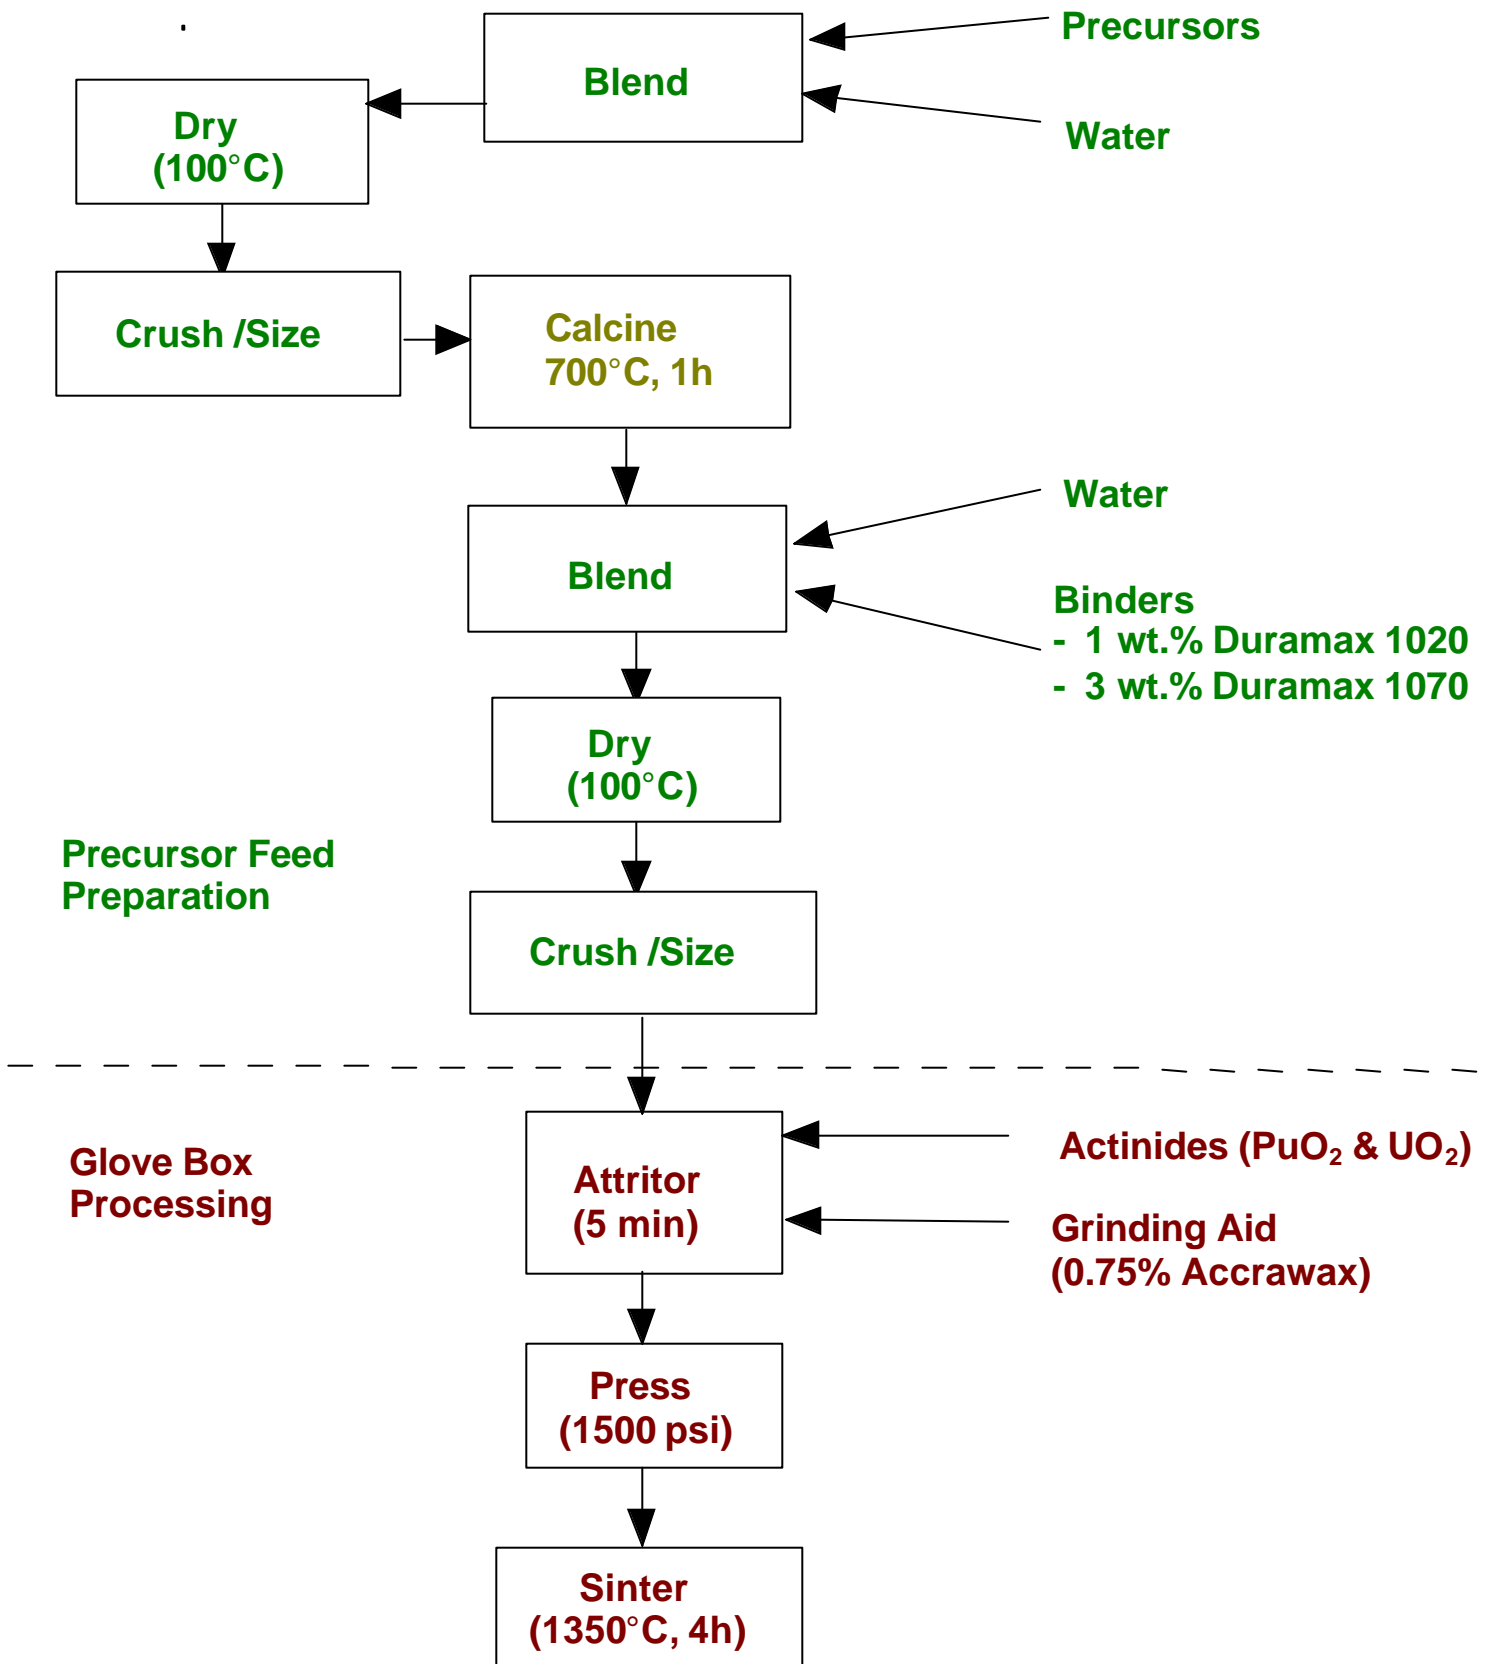 Precursors
Blend
Water
Dry
(100°C)
Crush /Size
Calcine
700°C, 1h
Water
Blend
Binders
- 1 wt.% Duramax 1020
- 3 wt.% Duramax 1070
Dry
(100°C)
Precursor Feed
Preparation
Crush /Size
Glove Box
Processing
Attritor
(5 min)
Actinides (PuO₂ & UO₂)
Grinding Aid
(0.75% Accrawax)
Press
(1500 psi)
Sinter
(1350°C, 4h)